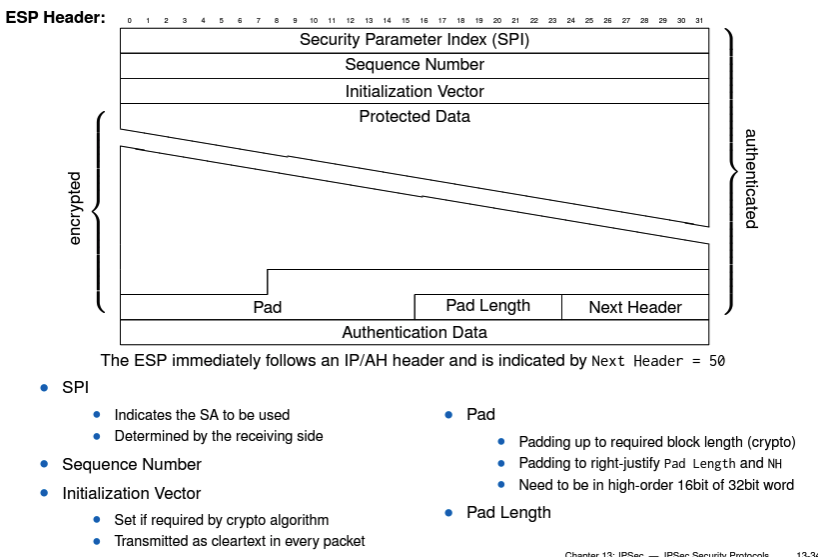 ESP Header:
0 1 2 3 4 5 6 7 8 9 10 11 12 13 14 15 16 17 18 19 20 21 22 23 24 25 26 27 28 29 30 31
Security Parameter Index (SPI)
Sequence Number
Initialization Vector
Protected Data
encrypted
authenticated
Pad
Pad Length
Next Header
Authentication Data
The ESP immediately follows an IP/AH header and is indicated by Next Header = 50
SPI
Indicates the SA to be used
Determined by the receiving side
Sequence Number
Initialization Vector
Set if required by crypto algorithm
Transmitted as cleartext in every packet
Pad
Padding up to required block length (crypto)
Padding to right-justify Pad Length and NH
Need to be in high-order 16bit of 32bit word
Pad Length
Chapter 13: IPSec — IPSec Security Protocols